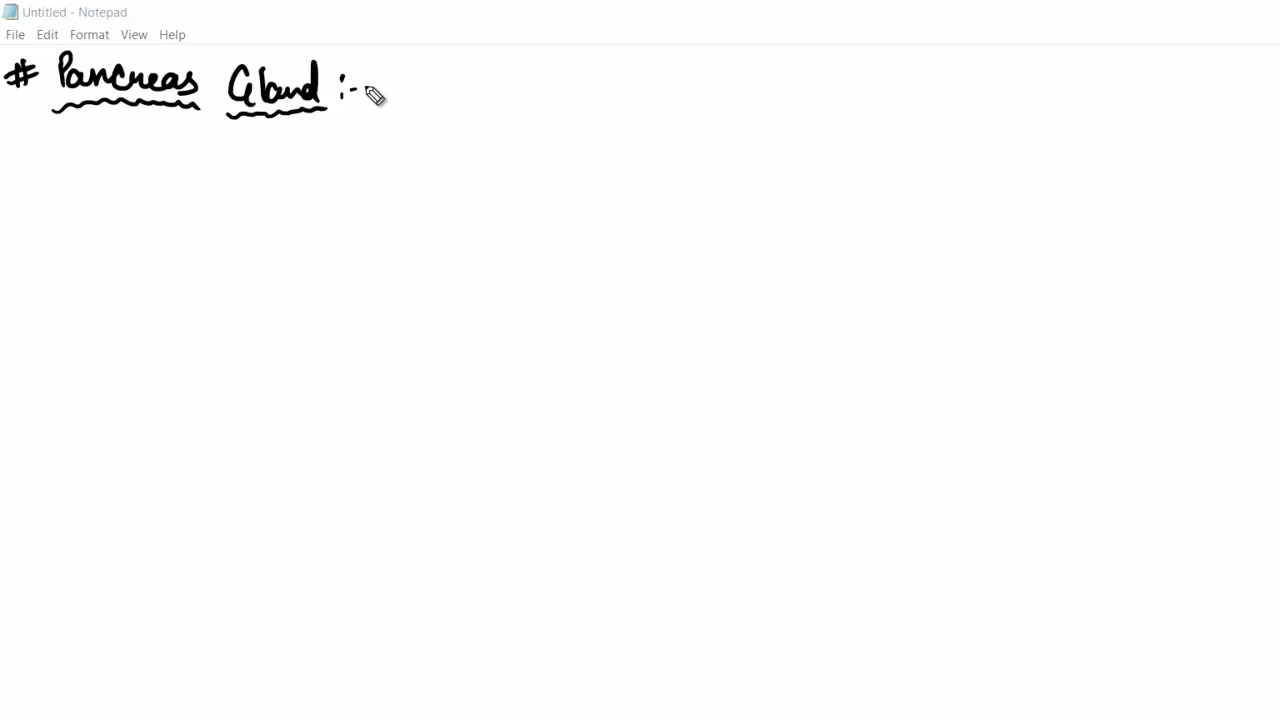 Untitled - Notepad
File Edit Format View Help
# Pancreas Gland :-